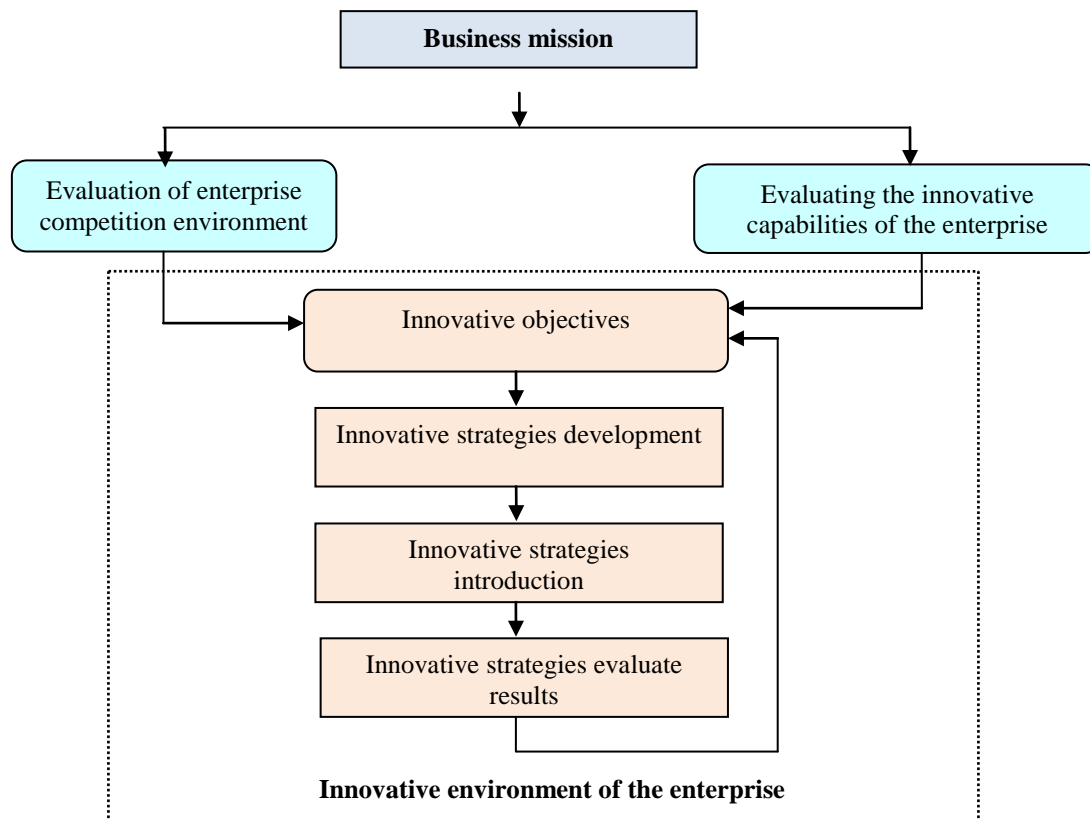 Business mission
Evaluation of enterprise
competition environment
Evaluating the innovative
capabilities of the enterprise
Innovative objectives
Innovative strategies development
Innovative strategies
introduction
Innovative strategies evaluate
results
Innovative environment of the enterprise